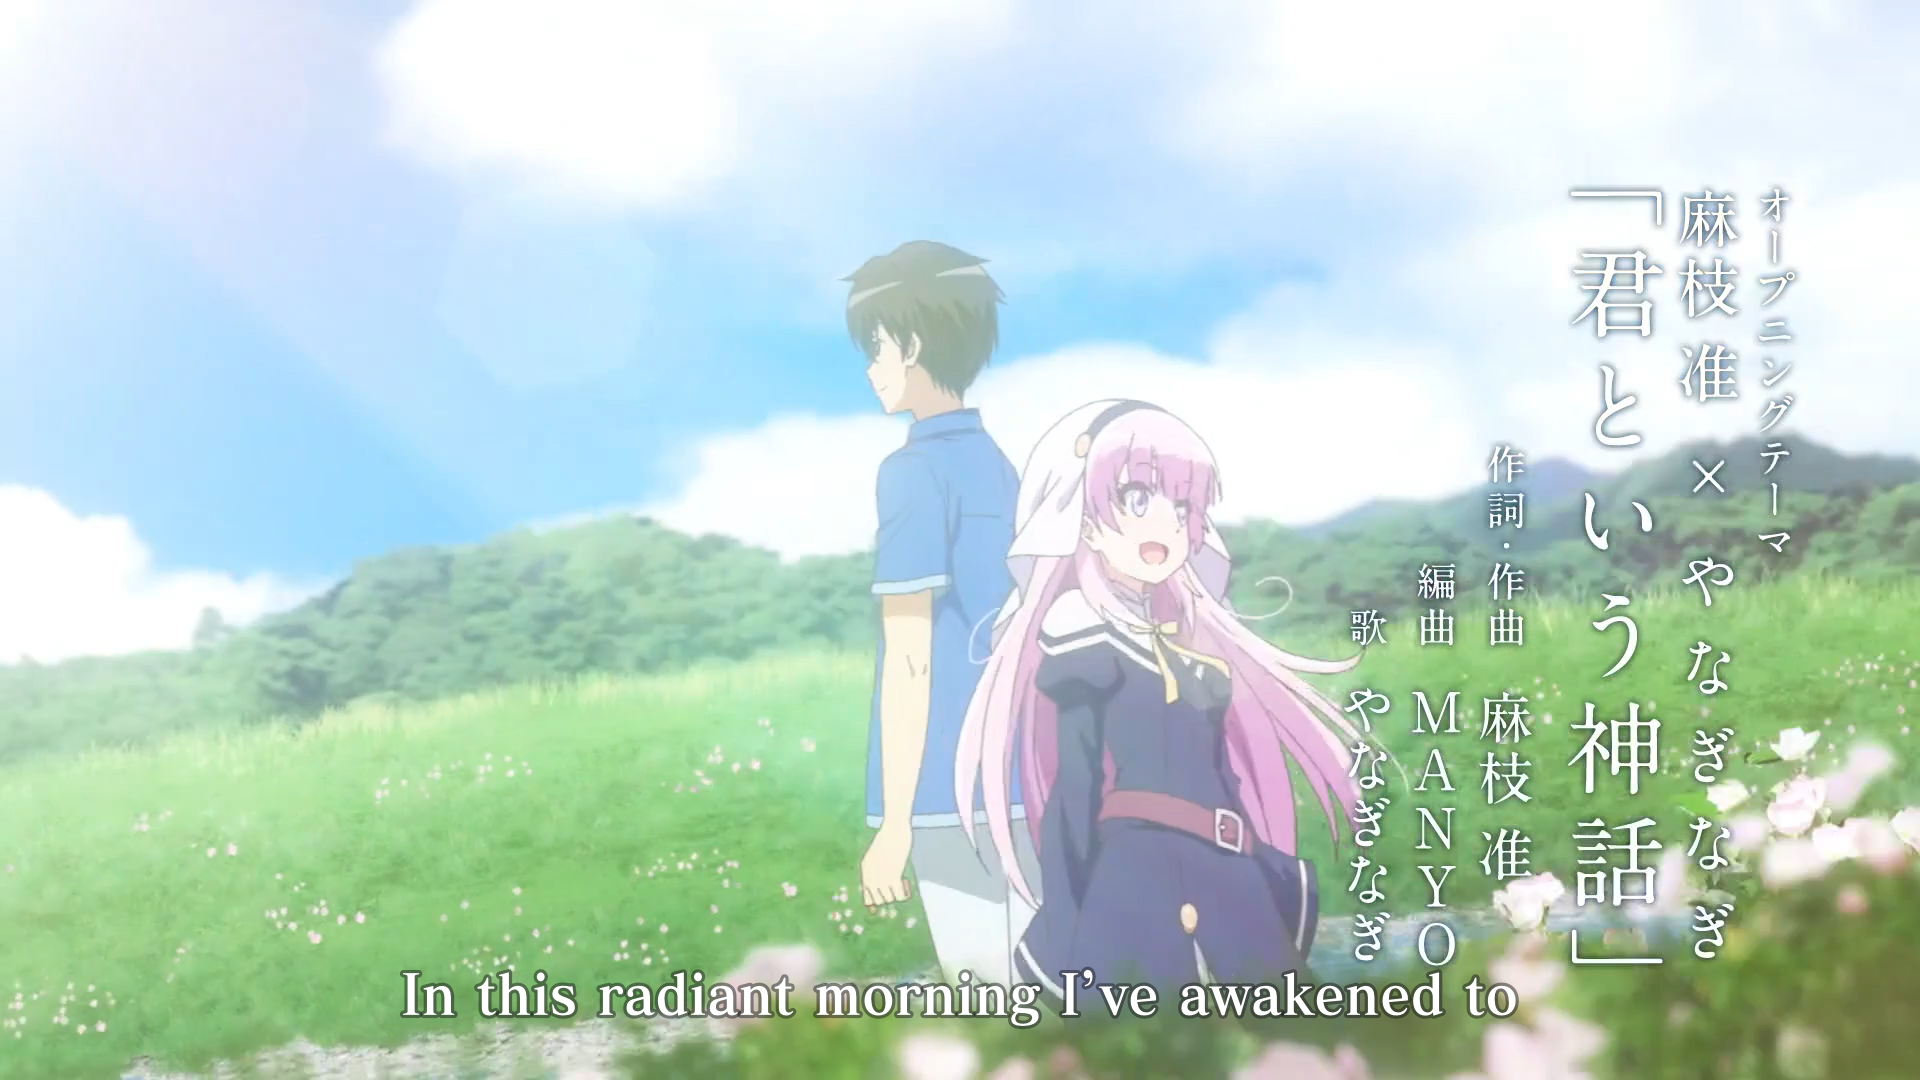 オープニングテーマ
麻枝 准×やなぎなぎ
「君という神話」
作詞・作曲 麻枝 准
編曲 MANYO
歌 やなぎなぎ
In this radiant morning I've awakened to